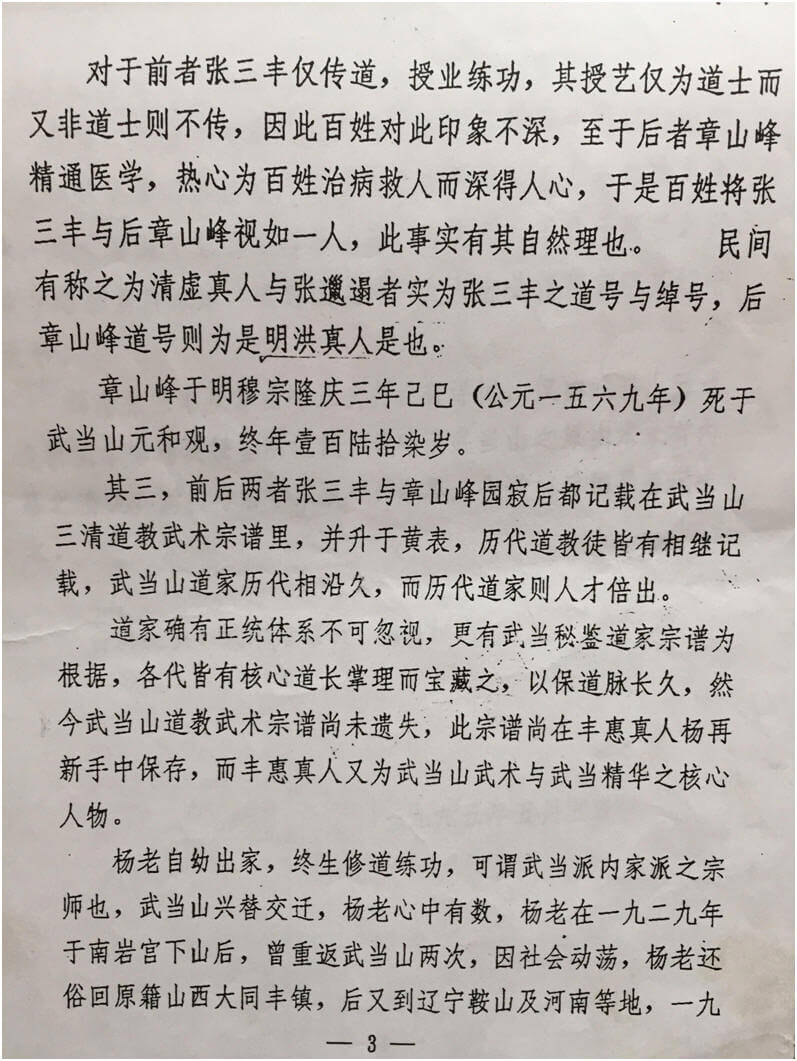 对于前者张三丰仅传道，授业练功，其授艺仅为道士而
又非道士则不传，因此百姓对此印象不深，至于后者章山峰
精通医学，热心为百姓治病救人而深得人心，于是百姓将张
三丰与后章山峰视如一人，此事实有其自然理也。 民间
有称之为清虚真人与张邋遢者实为张三丰之道号与绰号，后
章山峰道号则为是明洪真人是也。
章山峰于明穆宗隆庆三年己巳（公元一五六九年）死于
武当山元和观，终年壹百陆拾柒岁。
其三，前后两者张三丰与章山峰园寂后都记载在武当山
三清道教武术宗谱里，并升于黄表，历代道教徒皆有相继记
载，武当山道家历代相沿久，而历代道家则人才倍出。
道家确有正统体系不可忽视，更有武当秘鉴道家宗谱为
根据，各代皆有核心道长掌理而宝藏之，以保道脉长久，然
今武当山道教武术宗谱尚未遗失，此宗谱尚在丰惠真人杨再
新手中保存，而丰惠真人又为武当山武术与武当精华之核心
人物。
杨老自幼出家，终生修道练功，可谓武当派内家派之宗
师也，武当山兴替交迁，杨老心中有数，杨老在一九二九年
于南岩宫下山后，曾重返武当山两次，因社会动荡，杨老还
俗回原籍山西大同丰镇，后又到辽宁鞍山及河南等地，一九
— 3 —